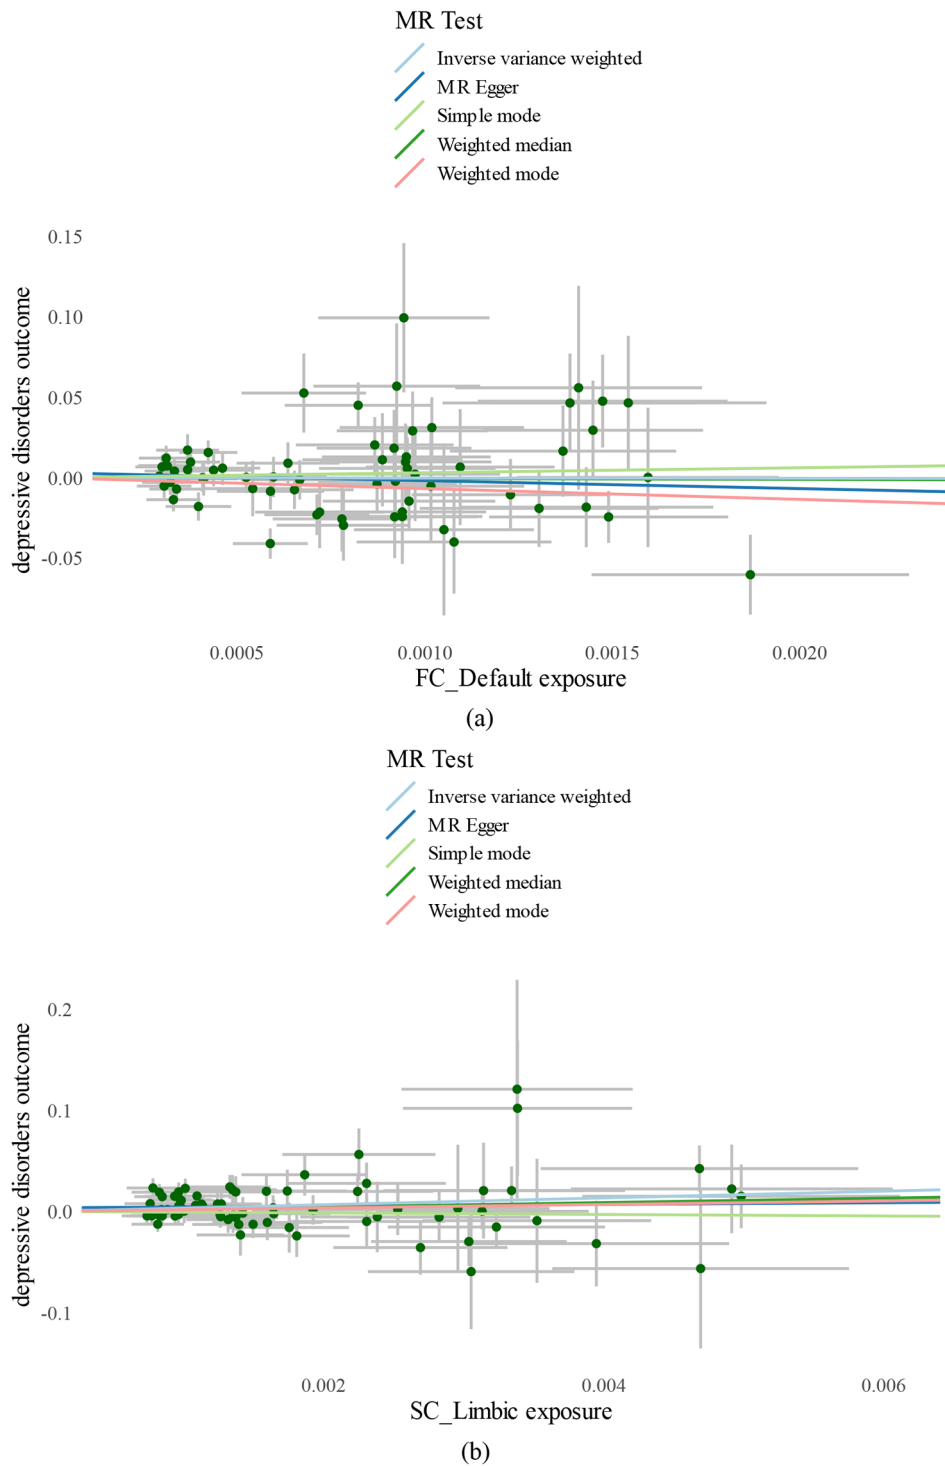 MR Test
Inverse variance weighted
MR Egger
Simple mode
Weighted median
Weighted mode
0.15
0.10
0.05
0.00
-0.05
depressive disorders outcome
0.0005 0.0010 0.0015 0.0020
FC_Default exposure
(a)
MR Test
Inverse variance weighted
MR Egger
Simple mode
Weighted median
Weighted mode
0.2
0.1
0.0
-0.1
depressive disorders outcome
0.002 0.004 0.006
SC_Limbic exposure
(b)